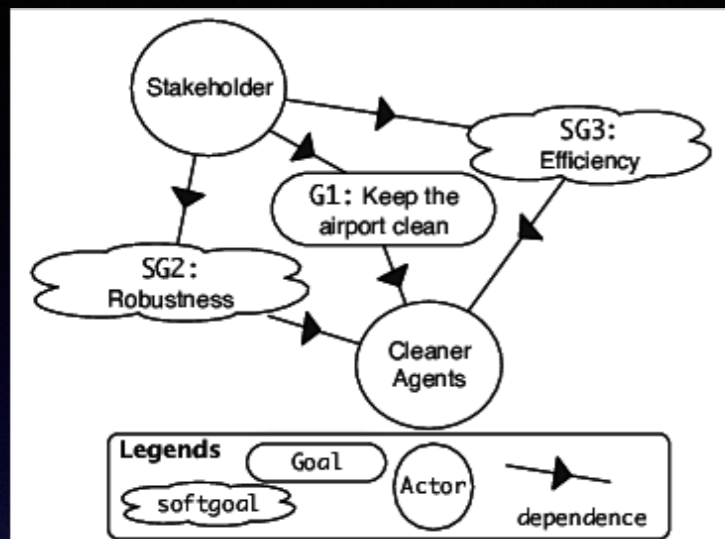 Stakeholder
SG3:
Efficiency
G1: Keep the
airport clean
SG2:
Robustness
Cleaner
Agents
Legends
Goal
Actor
softgoal
dependence